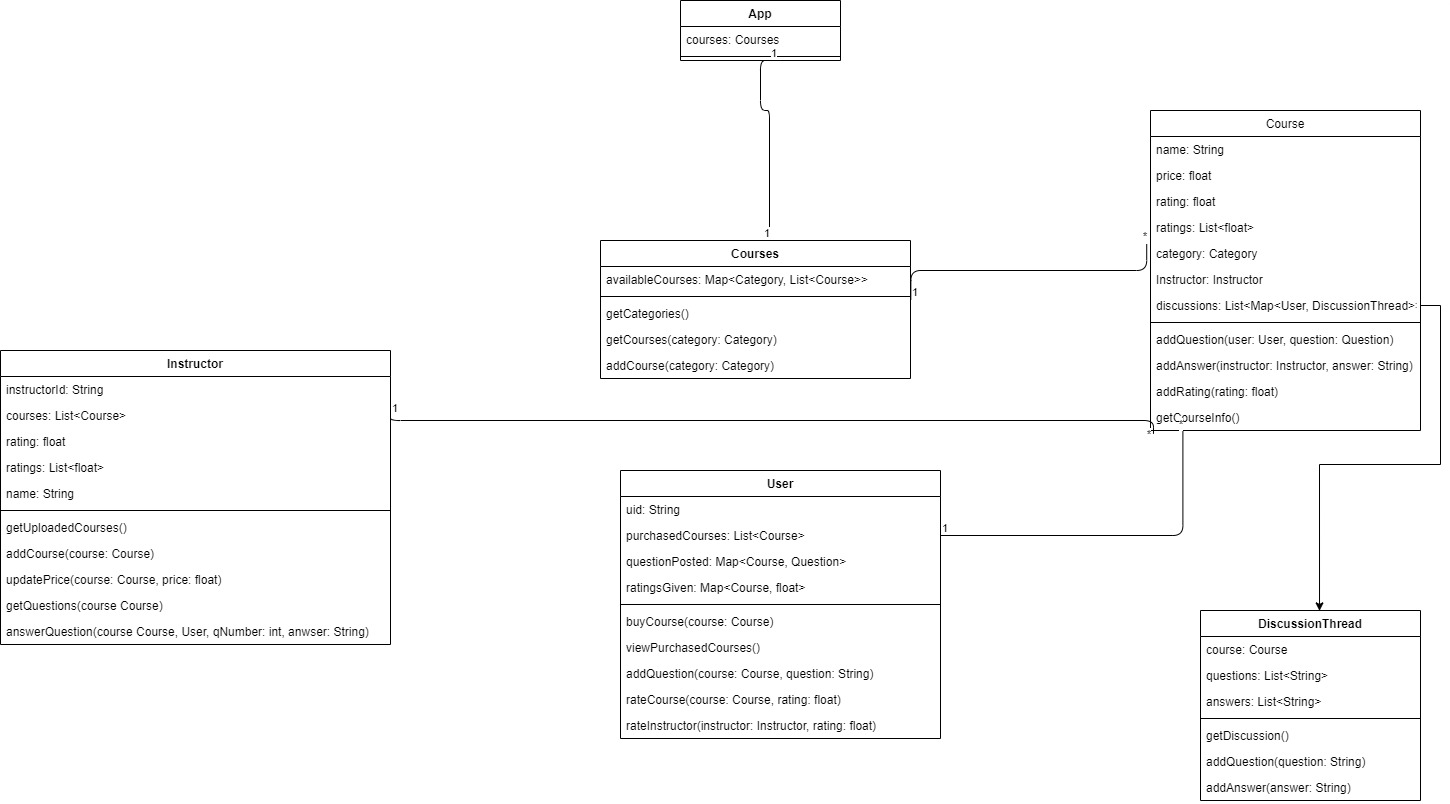 App
courses: Courses
1
1
Courses
availableCourses: Map<Category, List<Course>>
getCategories()
getCourses(category: Category)
addCourse(category: Category)
1
*
Course
name: String
price: float
rating: float
ratings: List<float>
category: Category
Instructor: Instructor
discussions: List<Map<User, DiscussionThread>:
addQuestion(user: User, question: Question)
addAnswer(instructor: Instructor, answer: String)
addRating(rating: float)
getCourseInfo()
*
*
Instructor
instructorId: String
courses: List<Course>
rating: float
ratings: List<float>
name: String
getUploadedCourses()
addCourse(course: Course)
updatePrice(course: Course, price: float)
getQuestions(course Course)
answerQuestion(course Course, User, qNumber: int, anwser: String)
1
User
uid: String
purchasedCourses: List<Course>
questionPosted: Map<Course, Question>
ratingsGiven: Map<Course, float>
buyCourse(course: Course)
viewPurchasedCourses()
addQuestion(course: Course, question: String)
rateCourse(course: Course, rating: float)
rateInstructor(instructor: Instructor, rating: float)
1
DiscussionThread
course: Course
questions: List<String>
answers: List<String>
getDiscussion()
addQuestion(question: String)
addAnswer(answer: String)